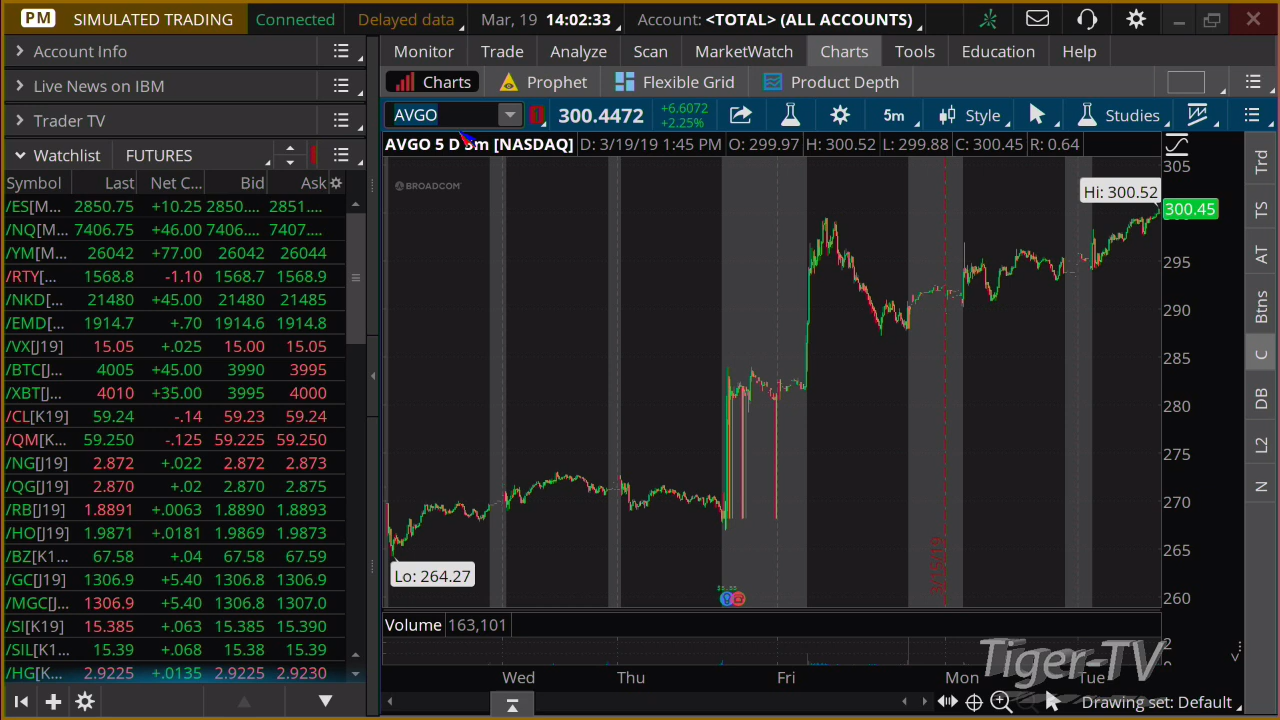 PM SIMULATED TRADING Connected Delayed data Mar, 19 14:02:33 Account: <TOTAL> (ALL ACCOUNTS)
Account Info
Live News on IBM
Trader TV
Watchlist FUTURES
Symbol Last Net C... Bid Ask
/ES[M... 2850.75 +10.25 2850.... 2851....
/NQ[M... 7406.75 +46.00 7406.... 7407....
/YM[M... 26042 +77.00 26042 26044
/RTY[... 1568.8 -1.10 1568.7 1568.9
/NKD[... 21480 +45.00 21480 21485
/EMD[... 1914.7 +.70 1914.6 1914.8
/VX[J19] 15.05 +.025 15.00 15.05
/BTC[... 4005 +45.00 3990 3995
/XBT[... 4010 +35.00 3995 4000
/CL[K19] 59.24 -.14 59.23 59.24
/QM[K... 59.250 -.125 59.225 59.250
/NG[J19] 2.872 +.022 2.872 2.873
/QG[J19] 2.870 +.02 2.870 2.875
/RB[J19] 1.8891 +.0063 1.8890 1.8893
/HO[J19] 1.9871 +.0181 1.9869 1.9873
/BZ[K1... 67.58 +.04 67.58 67.59
/GC[J19] 1306.9 +5.40 1306.8 1306.9
/MGC[J... 1306.9 +5.40 1306.8 1307.0
/SI[K19] 15.385 +.063 15.385 15.390
/SIL[K1... 15.39 +.068 15.38 15.39
/HG[K... 2.9225 +.0135 2.9225 2.9230
Monitor Trade Analyze Scan MarketWatch Charts Tools Education Help
Charts Prophet Flexible Grid Product Depth
AVGO 300.4472 +6.6072 +2.25% 5m Style Studies
AVGO 5 D 5m [NASDAQ] D: 3/19/19 1:45 PM O: 299.97 H: 300.52 L: 299.88 C: 300.45 R: 0.64
BROADCOM
Hi: 300.52
Lo: 264.27
305
300.45
295
290
285
280
275
270
265
260
Volume 163,101
2
Wed Thu Fri Mon Tue
Tiger-TV
Drawing set: Default
Trd
TS
AT
Btns
C
DB
L2
N